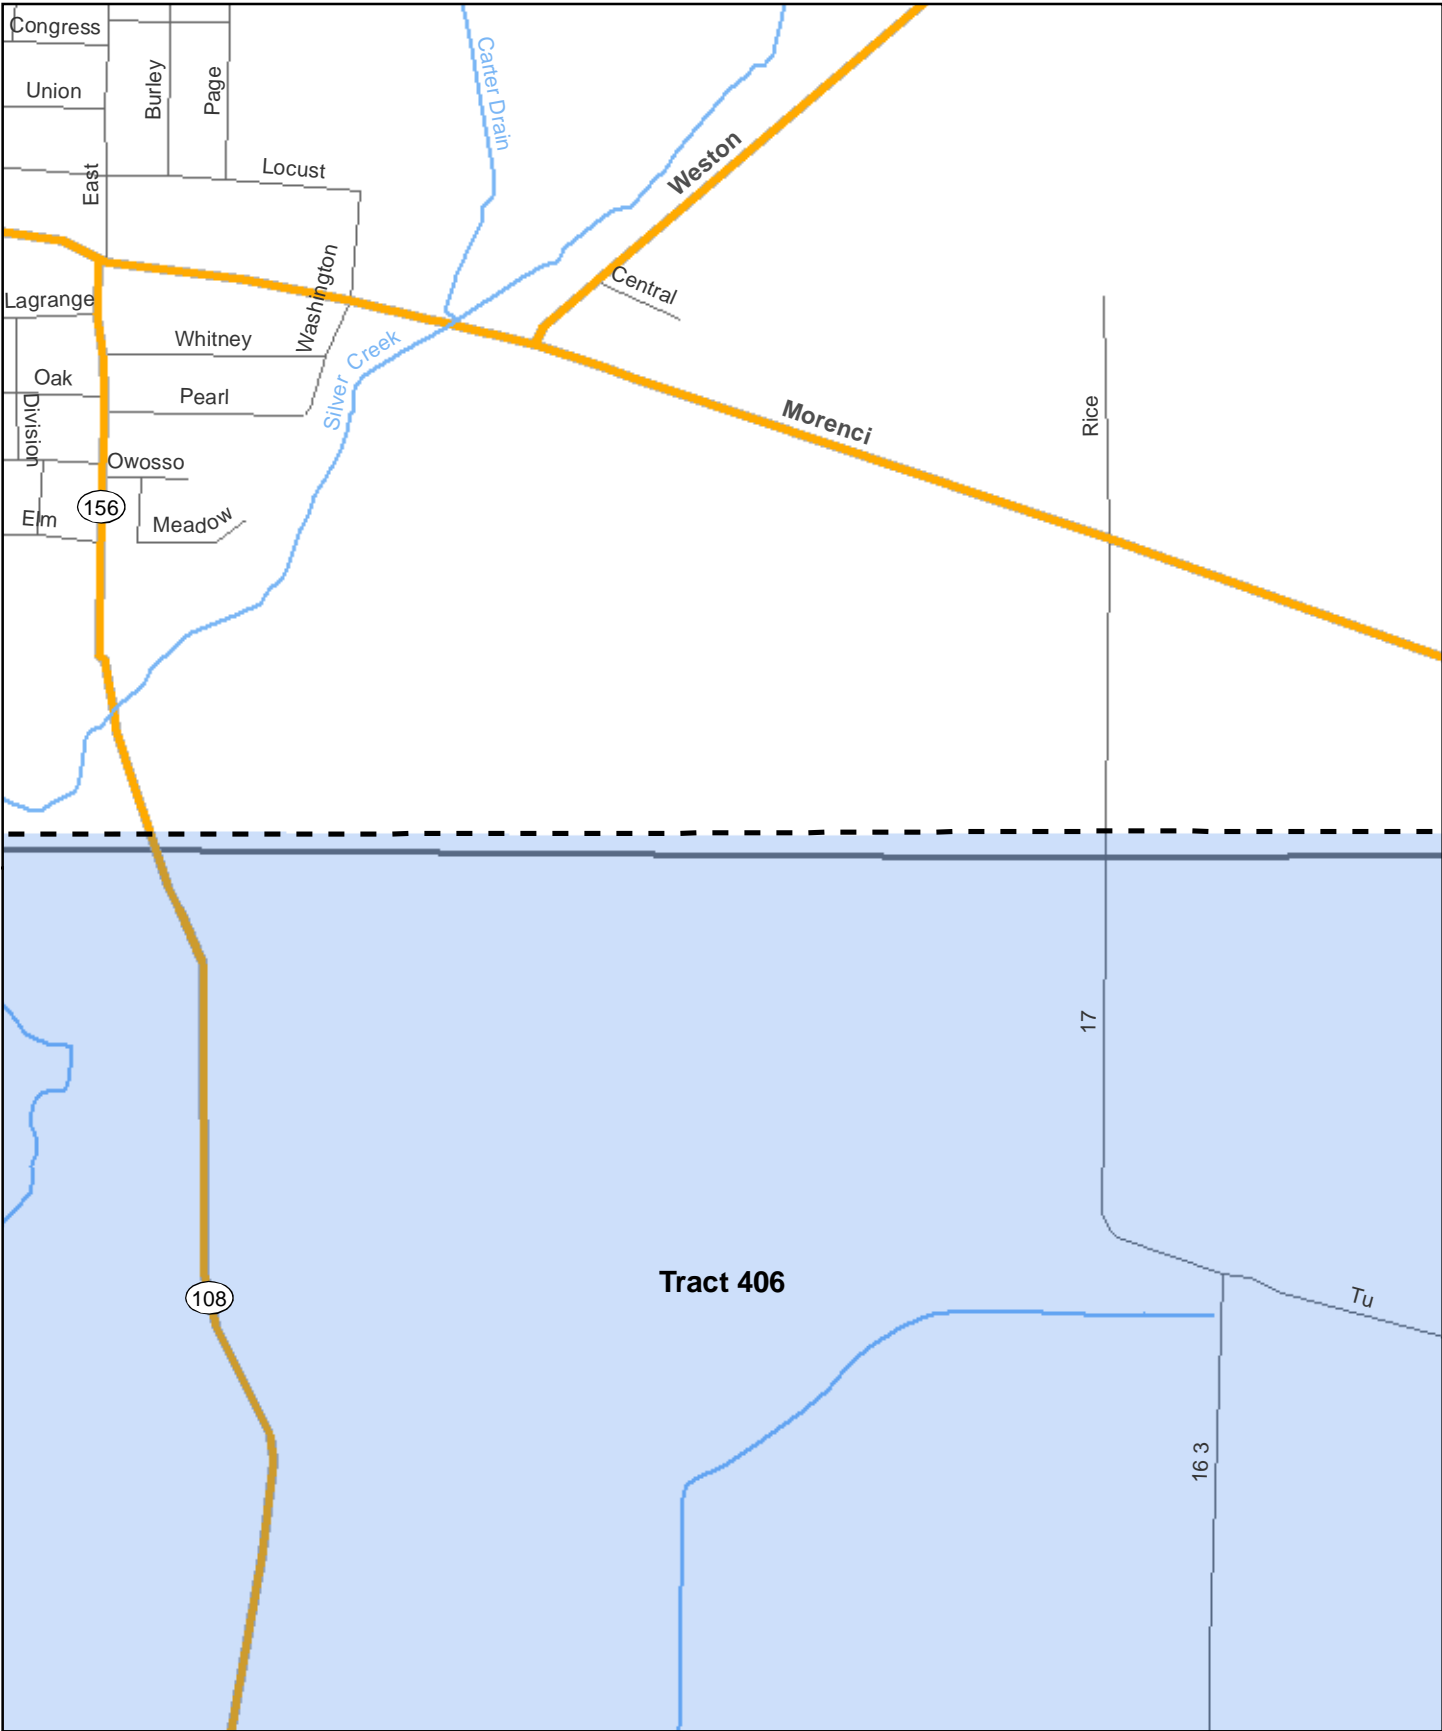 Congress
Carter Drain
Union
Burley
Page
Weston
Locust
East
Washington
Central
Lagrange
Whitney
Silver Creek
Oak
Pearl
Division
Morenci
Rice
Owosso
156
Elm
Meadow
17
Tract 406
108
Tu
16 3